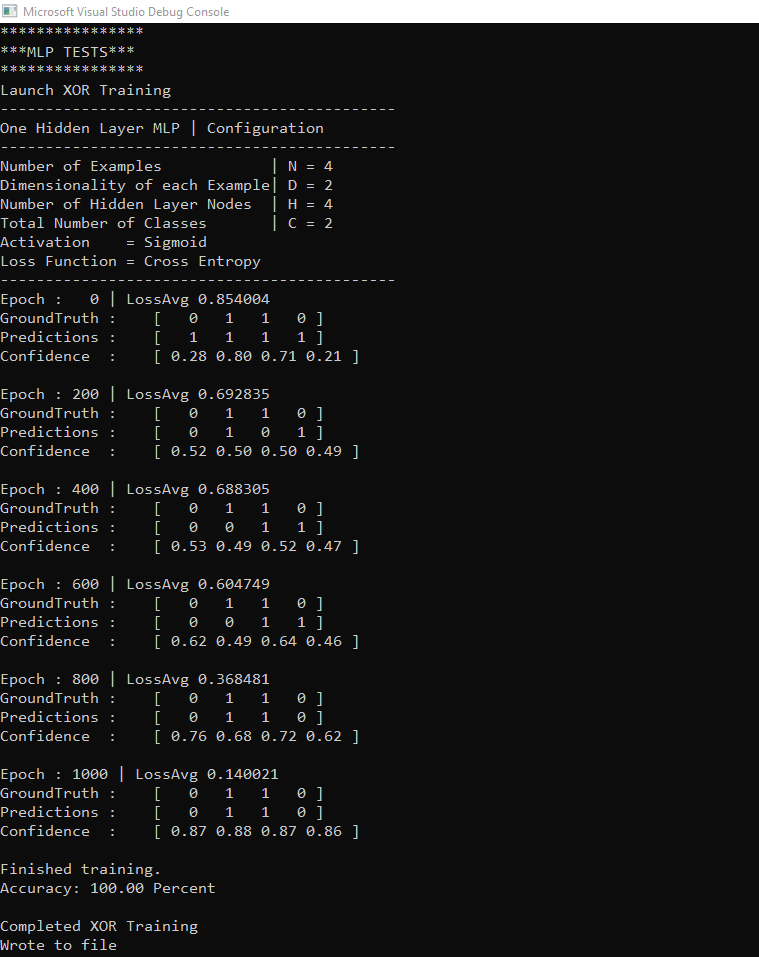 Microsoft Visual Studio Debug Console
****************
***MLP TESTS***
****************
Launch XOR Training
--------------------------------------------
One Hidden Layer MLP | Configuration
--------------------------------------------
Number of Examples            | N = 4
Dimensionality of each Example| D = 2
Number of Hidden Layer Nodes  | H = 4
Total Number of Classes       | C = 2
Activation    = Sigmoid
Loss Function = Cross Entropy
--------------------------------------------
Epoch :   0 | LossAvg 0.854004
GroundTruth :    [   0   1   1   0 ]
Predictions :    [   1   1   1   1 ]
Confidence  :    [ 0.28 0.80 0.71 0.21 ]

Epoch : 200 | LossAvg 0.692835
GroundTruth :    [   0   1   1   0 ]
Predictions :    [   0   1   0   1 ]
Confidence  :    [ 0.52 0.50 0.50 0.49 ]

Epoch : 400 | LossAvg 0.688305
GroundTruth :    [   0   1   1   0 ]
Predictions :    [   0   0   1   1 ]
Confidence  :    [ 0.53 0.49 0.52 0.47 ]

Epoch : 600 | LossAvg 0.604749
GroundTruth :    [   0   1   1   0 ]
Predictions :    [   0   0   1   1 ]
Confidence  :    [ 0.62 0.49 0.64 0.46 ]

Epoch : 800 | LossAvg 0.368481
GroundTruth :    [   0   1   1   0 ]
Predictions :    [   0   1   1   0 ]
Confidence  :    [ 0.76 0.68 0.72 0.62 ]

Epoch : 1000 | LossAvg 0.140021
GroundTruth :    [   0   1   1   0 ]
Predictions :    [   0   1   1   0 ]
Confidence  :    [ 0.87 0.88 0.87 0.86 ]

Finished training.
Accuracy: 100.00 Percent

Completed XOR Training
Wrote to file